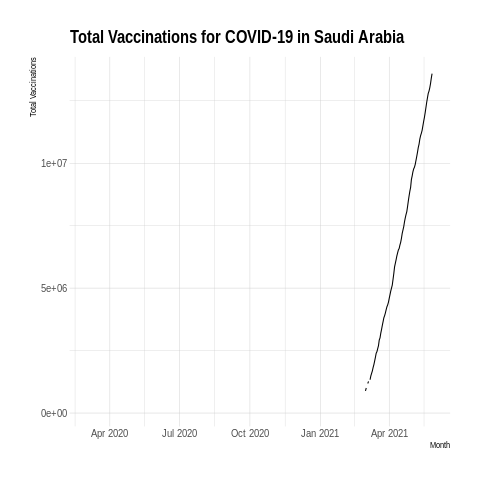 Total Vaccinations for COVID-19 in Saudi Arabia
Total Vaccinations
1e+07
5e+06
0e+00
Apr 2020 Jul 2020 Oct 2020 Jan 2021 Apr 2021
Month